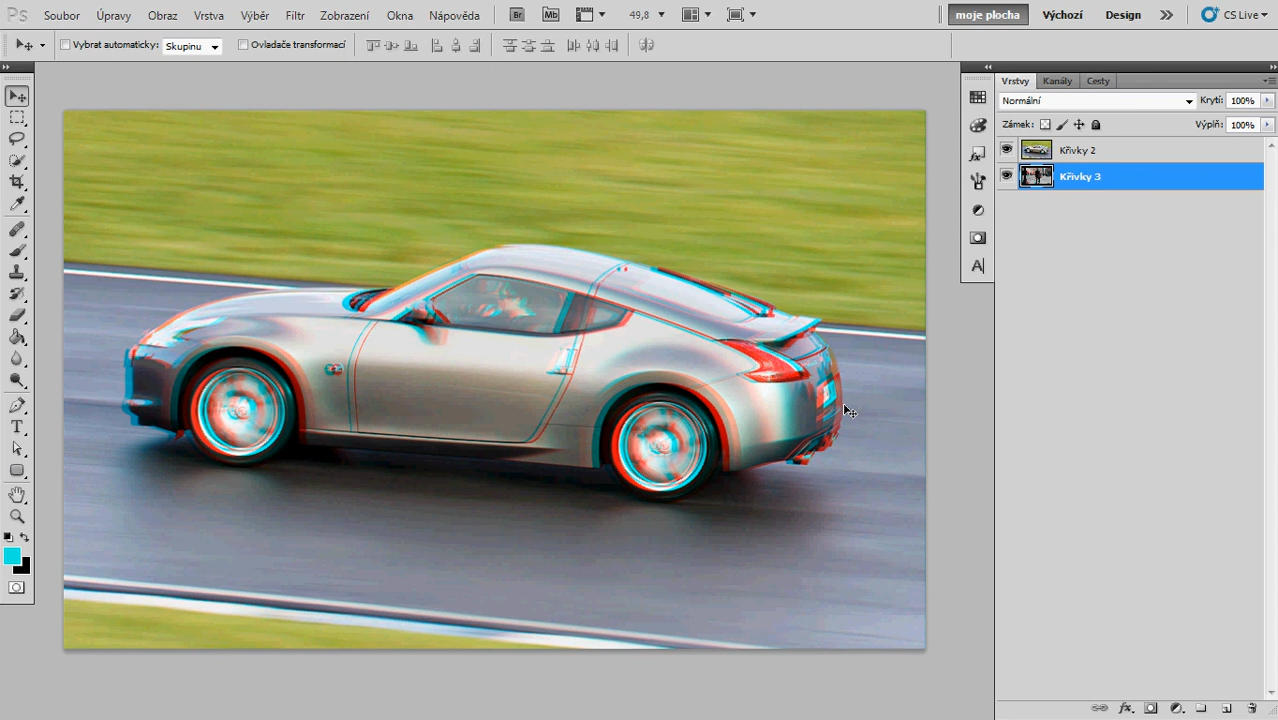 Ps Soubor Úpravy Obraz Vrstva Výběr Filtr Zobrazení Okna Nápověda Br Mb 49,8 moje plocha Výchozí Design CS Live
Vybrat automaticky: Skupinu Ovladače transformací
Vrstvy Kanály Cesty
Normální Krytí: 100%
Zámek: Výplň: 100%
Křivky 2
Křivky 3